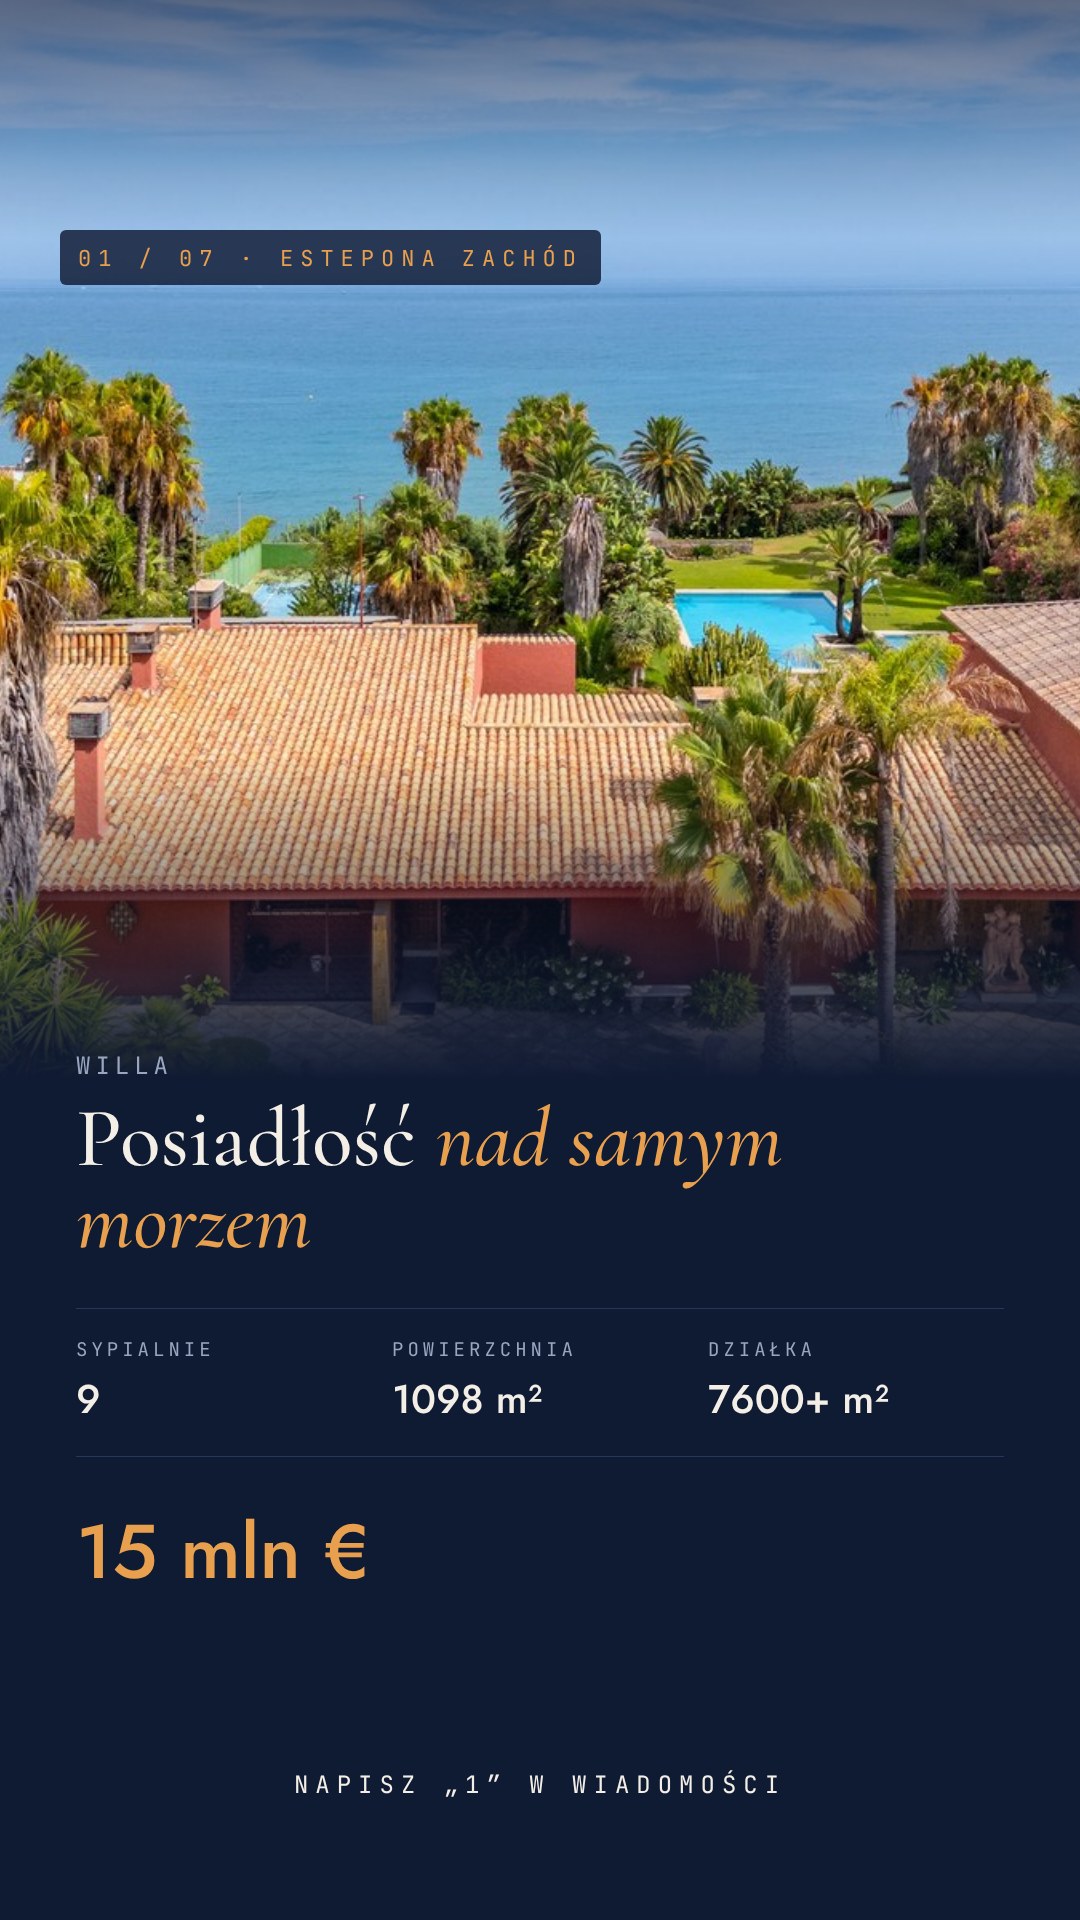 01 / 07 · ESTEPONA ZACHÓD
WILLA
Posiadłość nad samym
morzem
SYPIALNIE POWIERZCHNIA DZIAŁKA
9 1098 m² 7600+ m²
15 mln €
NAPISZ „1” W WIADOMOŚCI